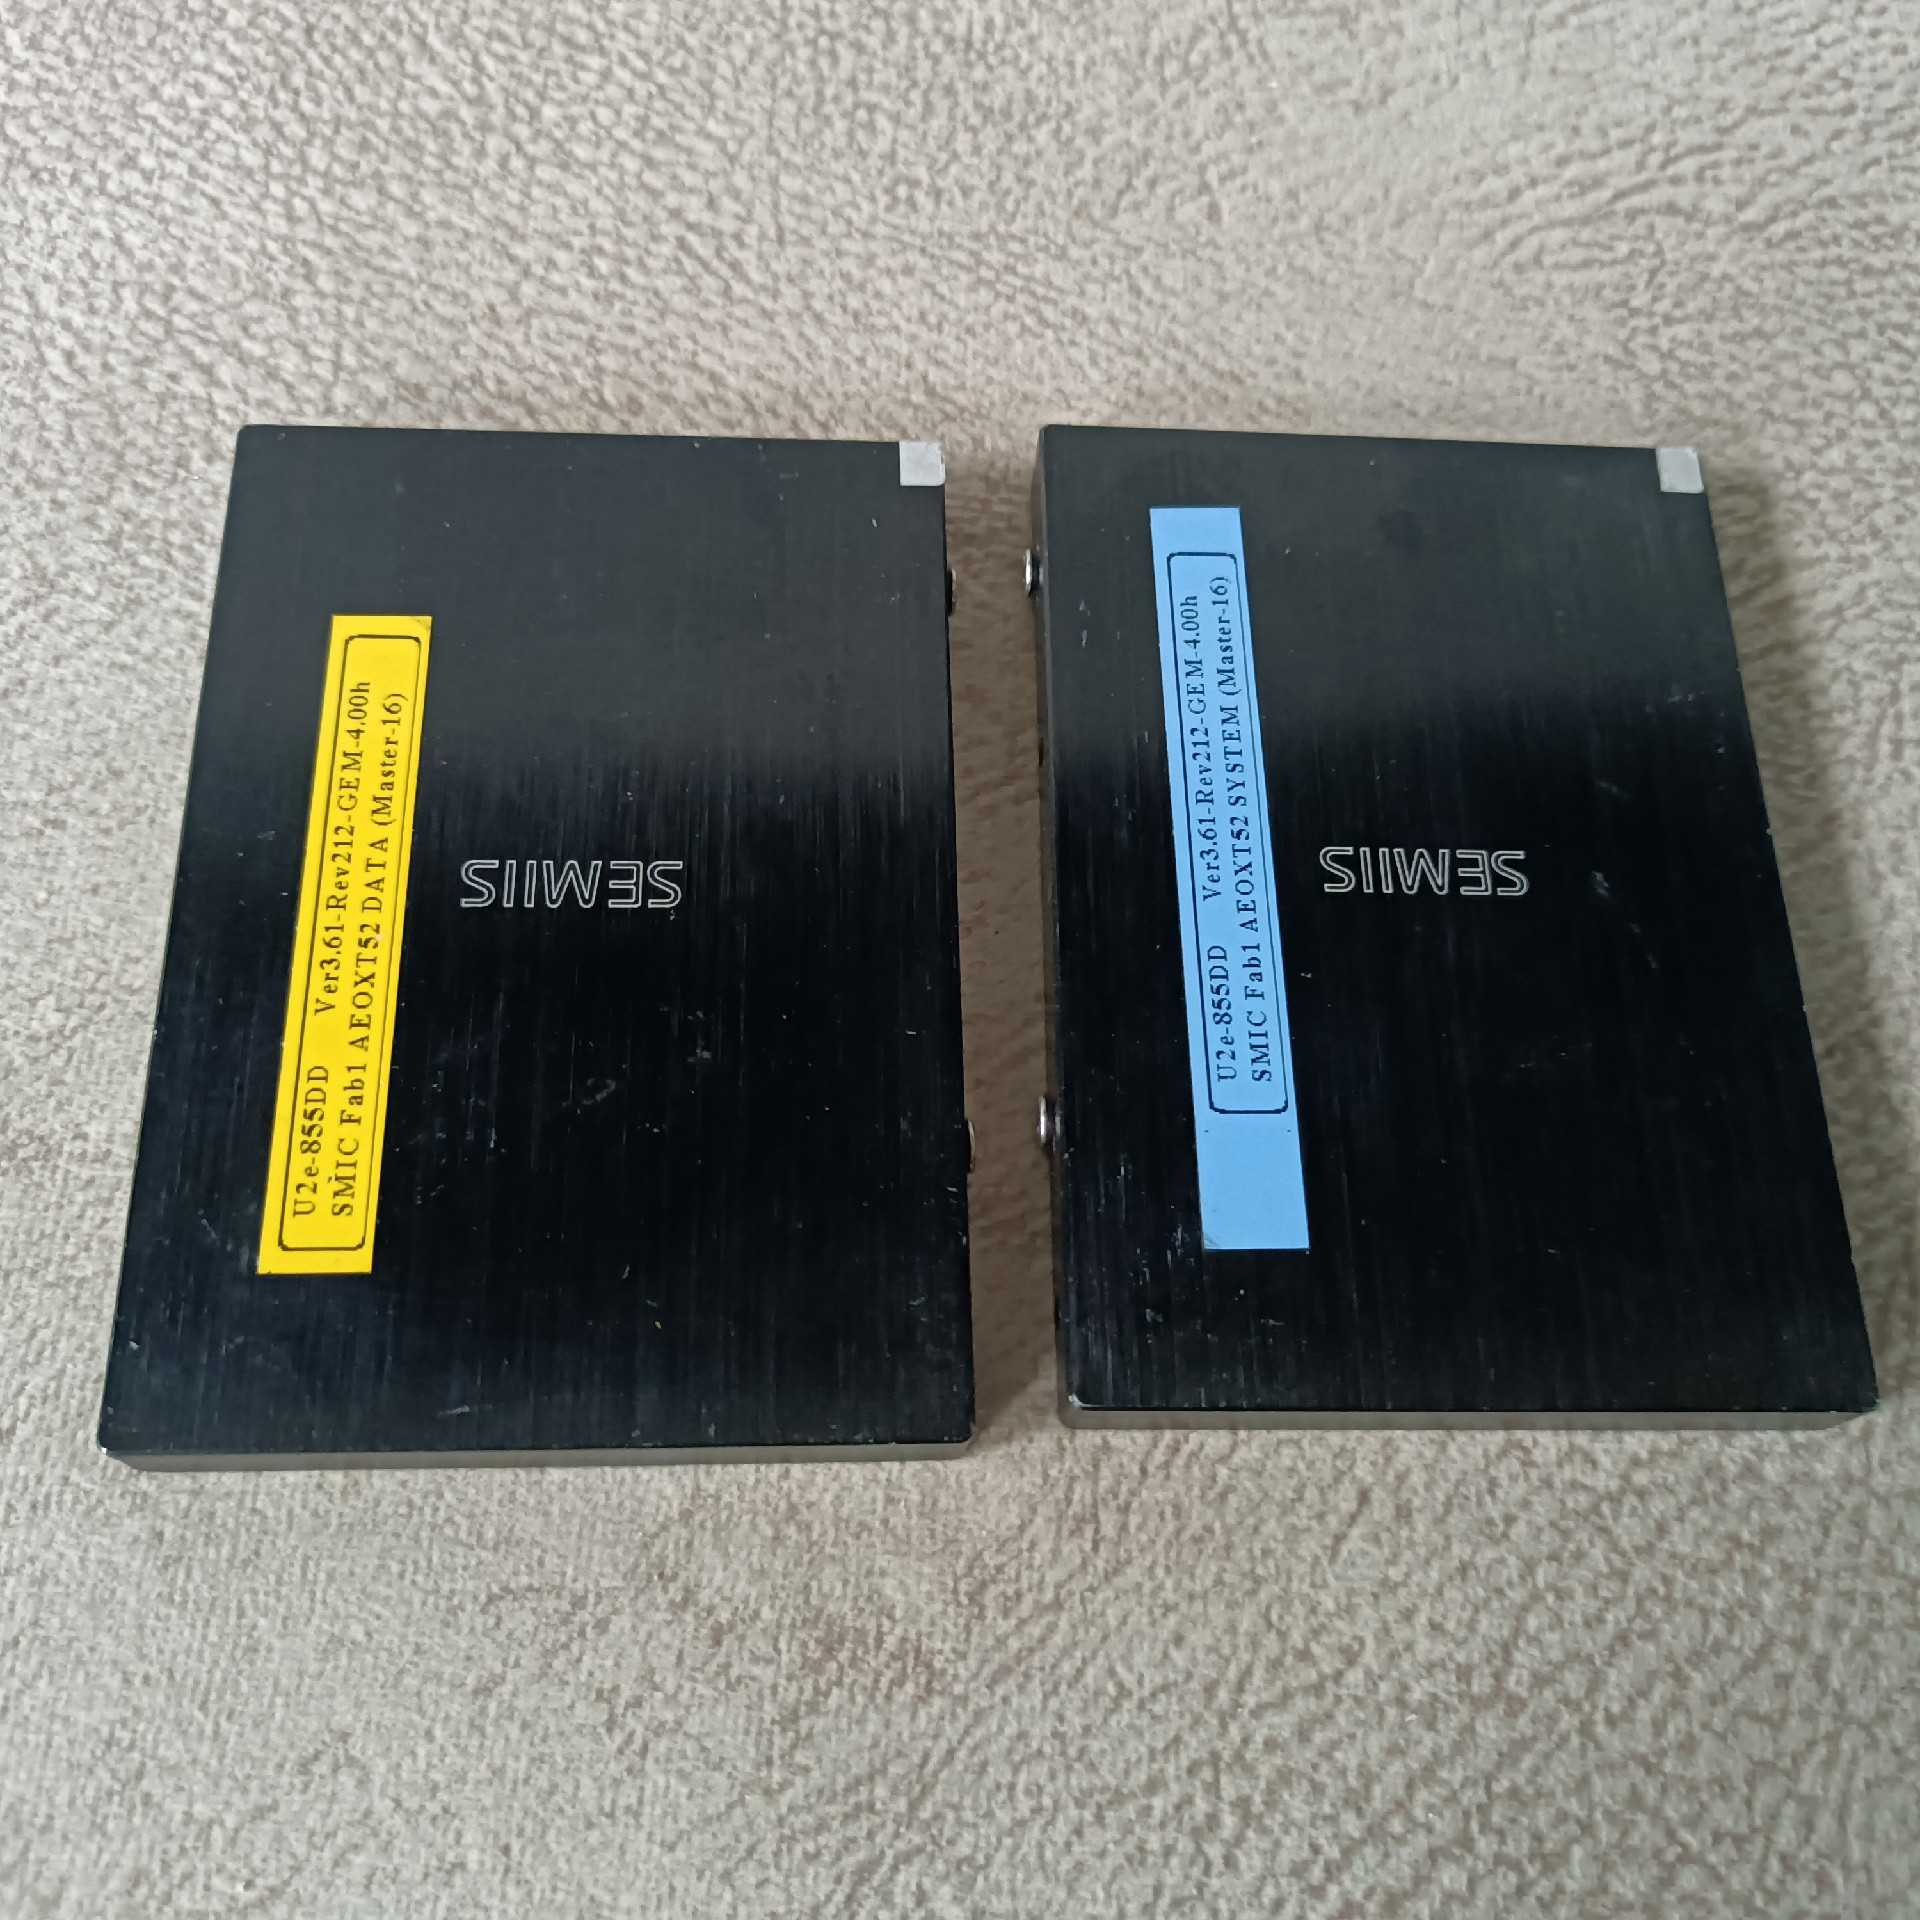 U2e-855DD Ver3.61-Rev212-GEM-4.00h
SMIC Fab1 AEOXT52 DATA (Master-16)
SEMIIS
U2e-855DD Ver3.61-Rev212-GEM-4.00h
SMIC Fab1 AEOXT52 SYSTEM (Master-16)
SEMIIS